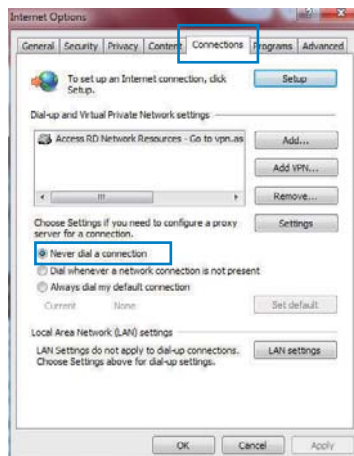 Internet Options
General Security Privacy Content Connections Programs Advanced
To set up an Internet connection, click Setup.
Setup
Dial-up and Virtual Private Network settings
Access RD Network Resources - Go to vpn.as
Add...
Add VPN...
Remove...
Choose Settings if you need to configure a proxy
server for a connection.
Settings
Never dial a connection
Dial whenever a network connection is not present
Always dial my default connection
Current None
Set default
Local Area Network (LAN) settings
LAN Settings do not apply to dial-up connections.
Choose Settings above for dial-up settings.
LAN settings
OK Cancel Apply